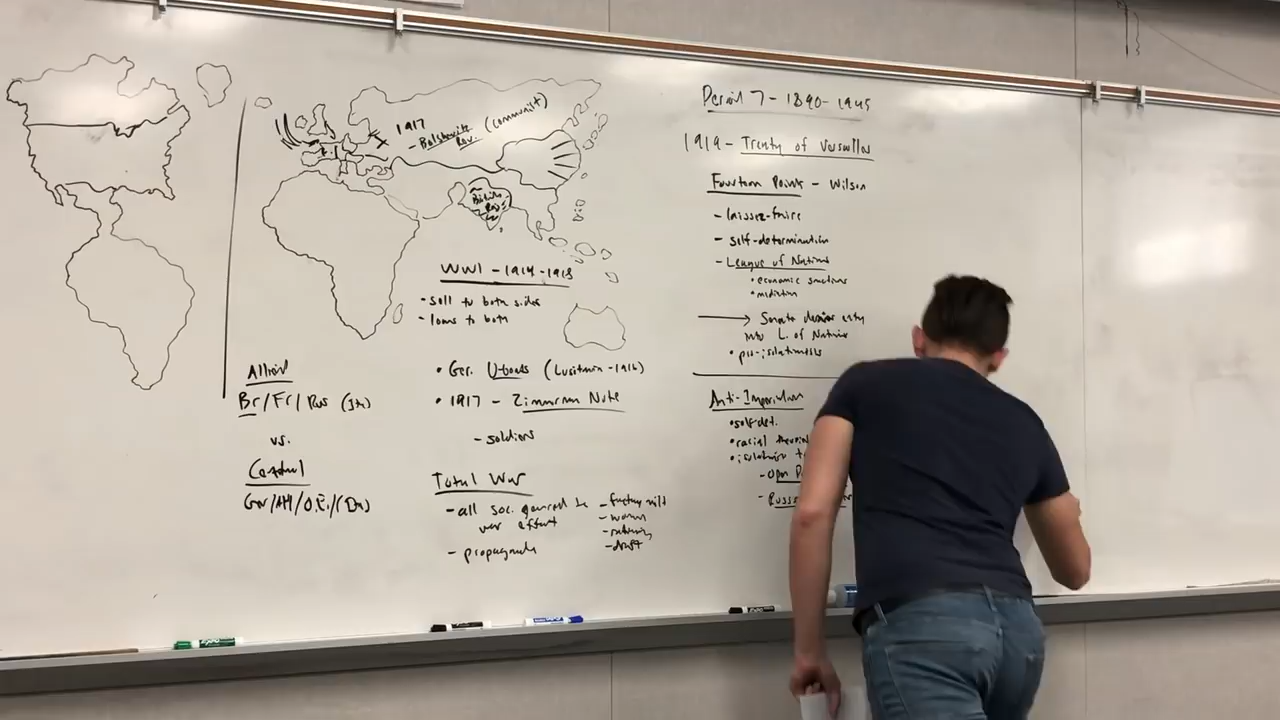 1917
- Bolshevik (communist)
Rev.
British
Raj
WWI - 1914-1918
• sell to both sides
- loans to both
• Ger. U-boats (Lusitania - 1916)
• 1917 - Zimmerman Note
- soldiers
Total War
- all soc. geared to
war effort
- propaganda
- factory
- women
- rationing
- draft
Allied
Br/Fr/Rus
vs.
Central
Ger/AH/O.E./
Period 7 - 1890-1945
1919 - Treaty of Versailles
Fourteen Points - Wilson
- laissez-faire
- self-determination
- League of Nations
• economic sanctions
• mediation
→ Senate denies entry
into L. of Nations
• pro-isolationists
Anti-Imperialism
• self-det.
• racial
•
- Open
-